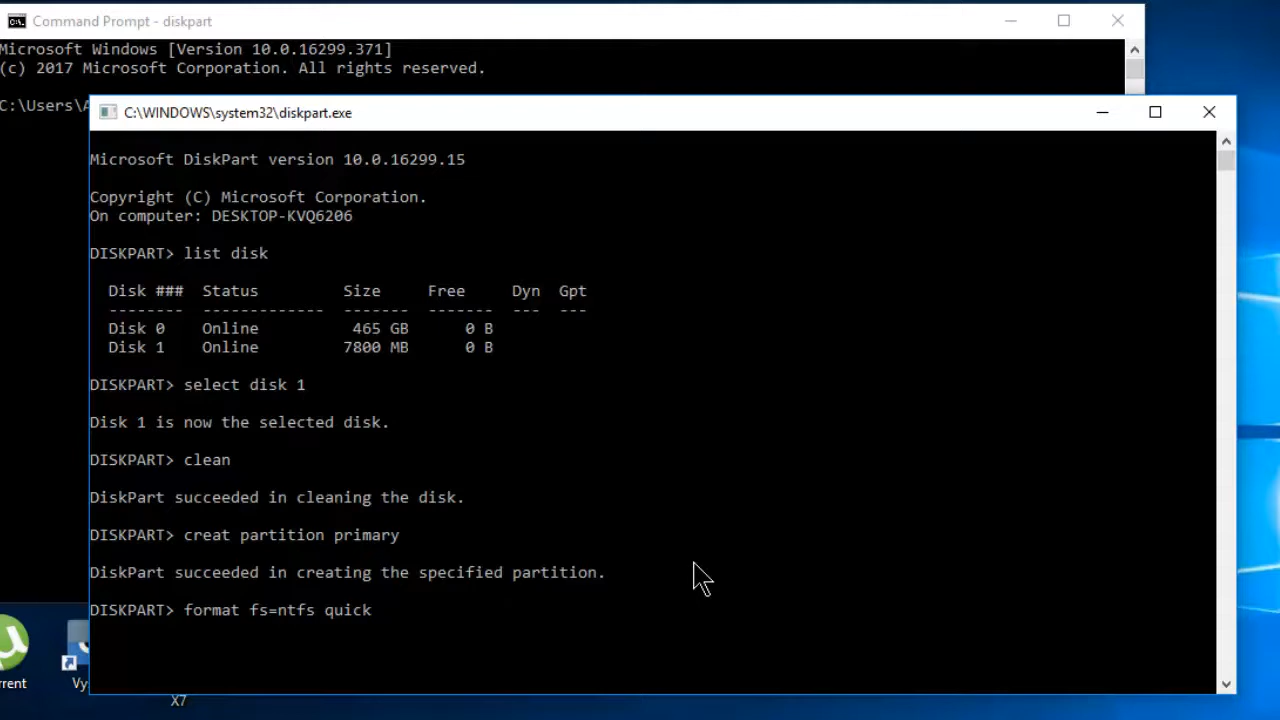 Command Prompt - diskpart
Microsoft Windows [Version 10.0.16299.371]
(c) 2017 Microsoft Corporation. All rights reserved.
C:\Users\A
C:\WINDOWS\system32\diskpart.exe
Microsoft DiskPart version 10.0.16299.15
Copyright (C) Microsoft Corporation.
On computer: DESKTOP-KVQ6206
DISKPART> list disk
Disk ###  Status         Size     Free     Dyn  Gpt
--------  -------------  -------  -------  ---  ---
Disk 0    Online          465 GB      0 B
Disk 1    Online         7800 MB      0 B
DISKPART> select disk 1
Disk 1 is now the selected disk.
DISKPART> clean
DiskPart succeeded in cleaning the disk.
DISKPART> creat partition primary
DiskPart succeeded in creating the specified partition.
DISKPART> format fs=ntfs quick
rrent
Vy
X7